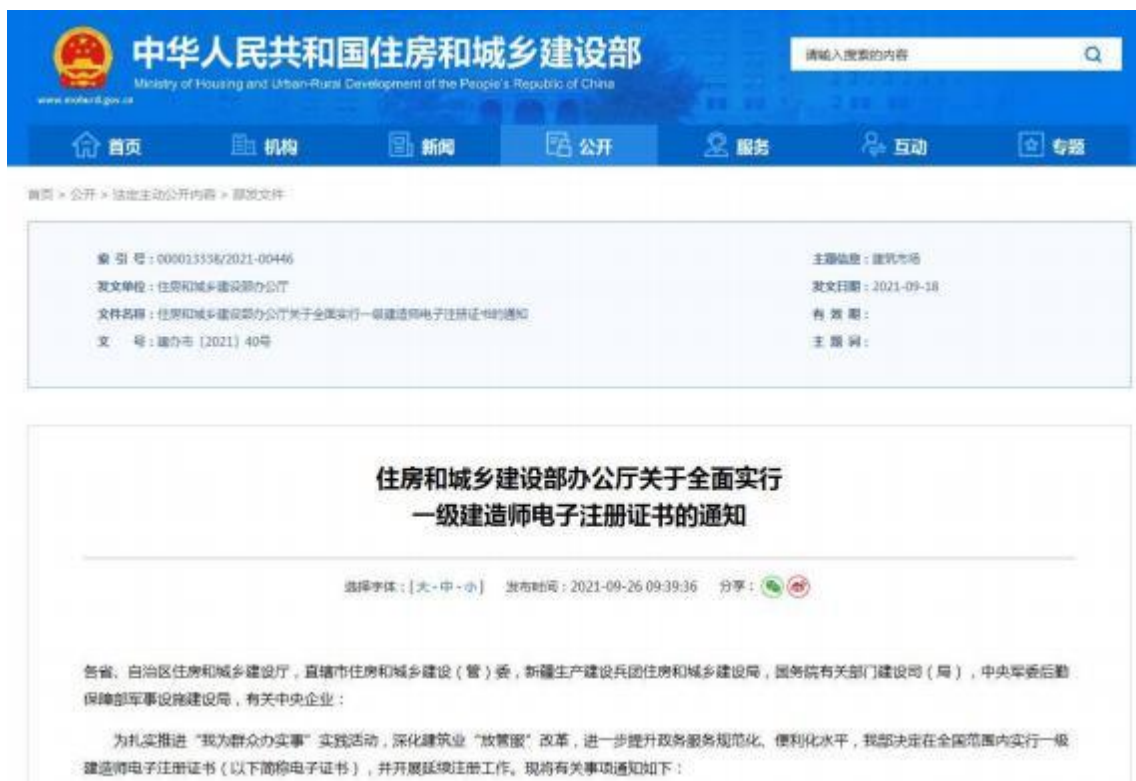 中华人民共和国住房和城乡建设部
Ministry of Housing and Urban-Rural Development of the People's Republic of China
www.mohurd.gov.cn
请输入搜索的内容
首页 机构 新闻 公开 服务 互动 专题
首页 > 公开 > 法定主动公开内容 > 部发文件
索 引 号：000013338/2021-00446 主题信息：建筑市场
发文单位：住房和城乡建设部办公厅 发文日期：2021-09-18
文件名称：住房和城乡建设部办公厅关于全面实行一级建造师电子注册证书的通知 有 效 期：
文 号：建办市〔2021〕40号 主 题 词：
住房和城乡建设部办公厅关于全面实行
一级建造师电子注册证书的通知
选择字体：[大-中-小] 发布时间：2021-09-26 09:39:36 分享：
各省、自治区住房和城乡建设厅，直辖市住房和城乡建设（管）委，新疆生产建设兵团住房和城乡建设局，国务院有关部门建设司（局），中央军委后勤
保障部军事设施建设局，有关中央企业：
为扎实推进“我为群众办实事”实践活动，深化建筑业“放管服”改革，进一步提升政务服务规范化、便利化水平，我部决定在全国范围内实行一级
建造师电子注册证书（以下简称电子证书），并开展延续注册工作。现将有关事项通知如下：